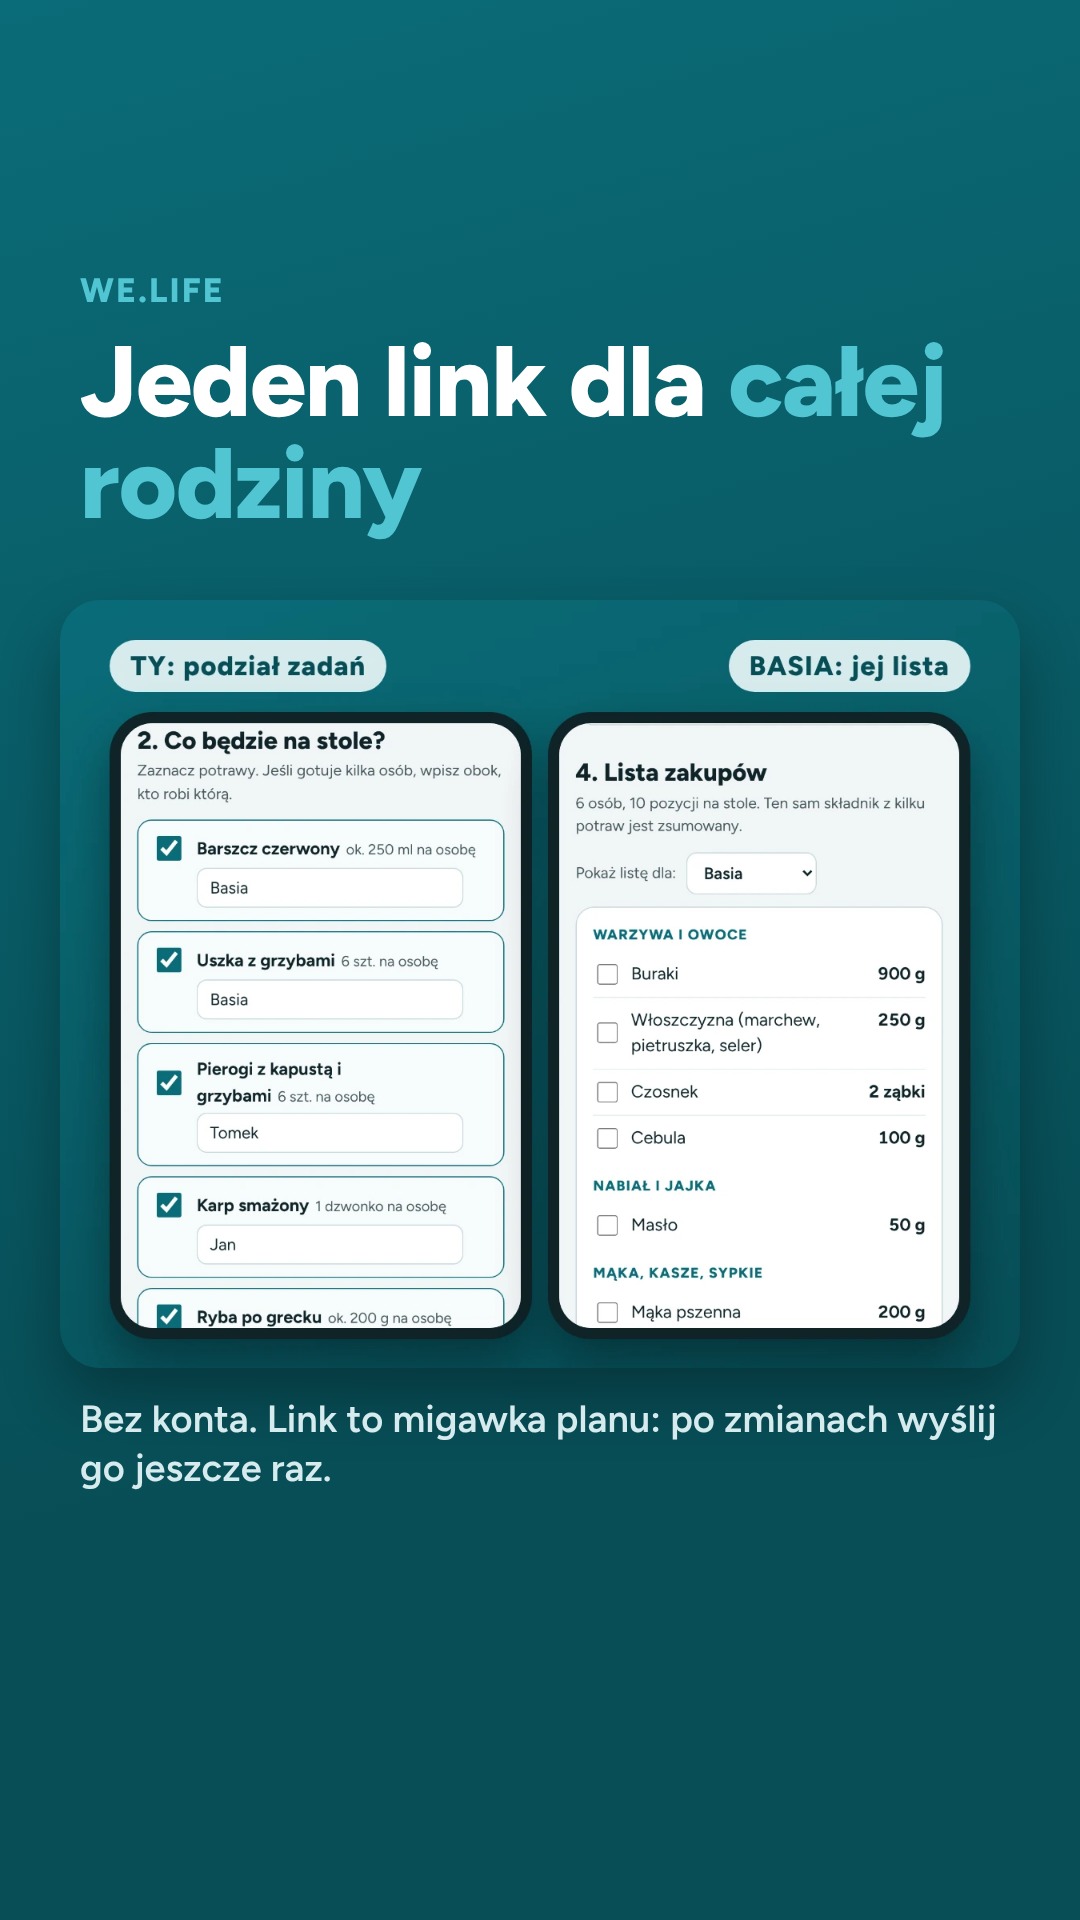 WE.LIFE
Jeden link dla całej
rodziny
TY: podział zadań
2. Co będzie na stole?
Zaznacz potrawy. Jeśli gotuje kilka osób, wpisz obok,
kto robi którą.
Barszcz czerwony ok. 250 ml na osobę
Basia
Uszka z grzybami 6 szt. na osobę
Basia
Pierogi z kapustą i
grzybami 6 szt. na osobę
Tomek
Karp smażony 1 dzwonko na osobę
Jan
Ryba po grecku ok. 200 g na osobę
BASIA: jej lista
4. Lista zakupów
6 osób, 10 pozycji na stole. Ten sam składnik z kilku
potraw jest zsumowany.
Pokaż listę dla: Basia
WARZYWA I OWOCE
Buraki 900 g
Włoszczyzna (marchew, 250 g
pietruszka, seler)
Czosnek 2 ząbki
Cebula 100 g
NABIAŁ I JAJKA
Masło 50 g
MĄKA, KASZE, SYPKIE
Mąka pszenna 200 g
Bez konta. Link to migawka planu: po zmianach wyślij
go jeszcze raz.